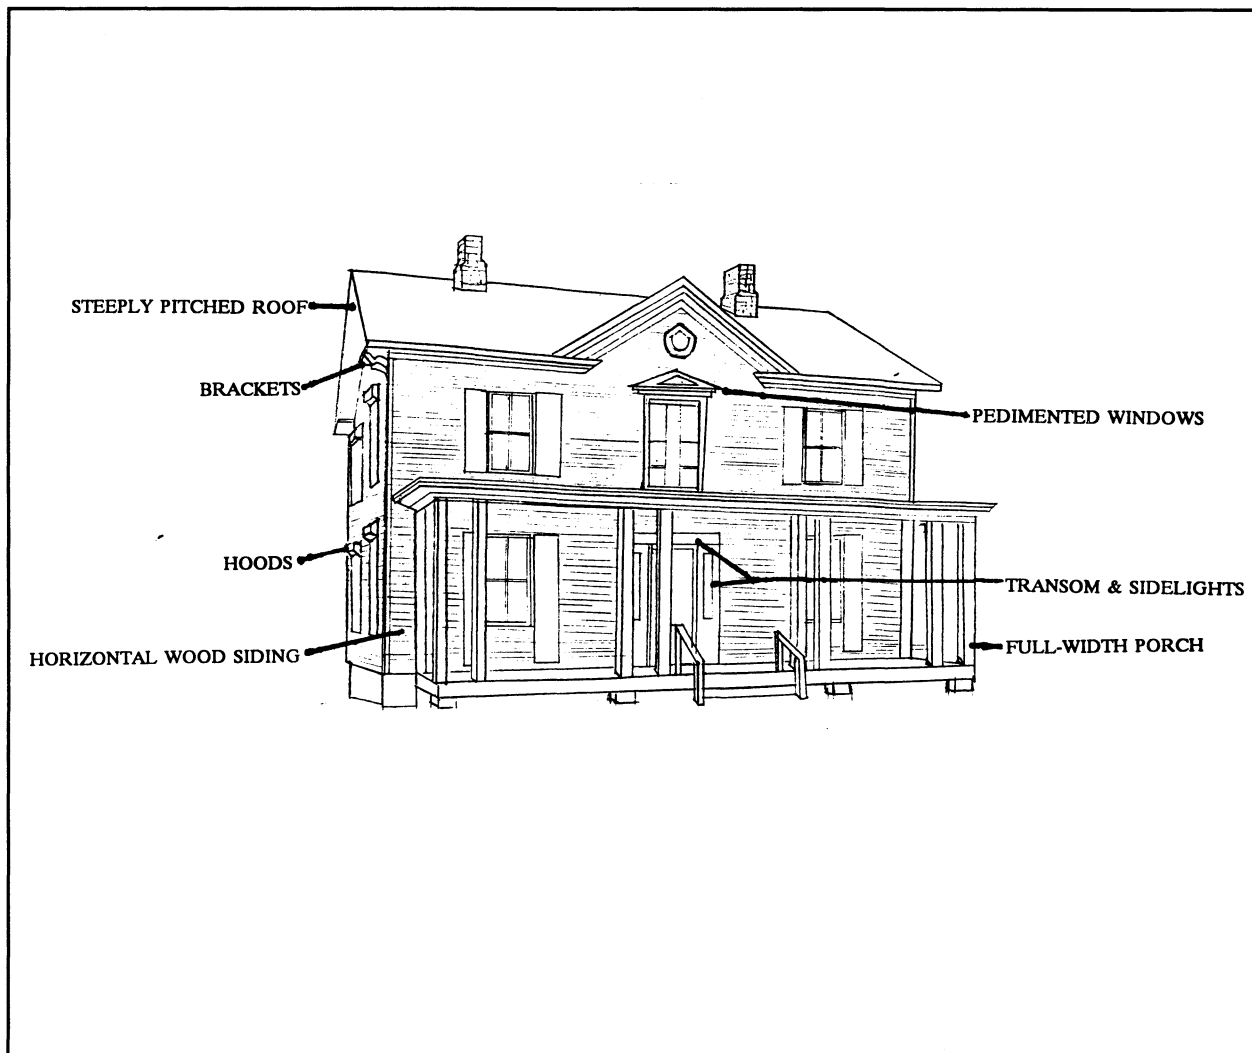 STEEPLY PITCHED ROOF
BRACKETS
PEDIMENTED WINDOWS
HOODS
TRANSOM & SIDELIGHTS
HORIZONTAL WOOD SIDING
FULL-WIDTH PORCH